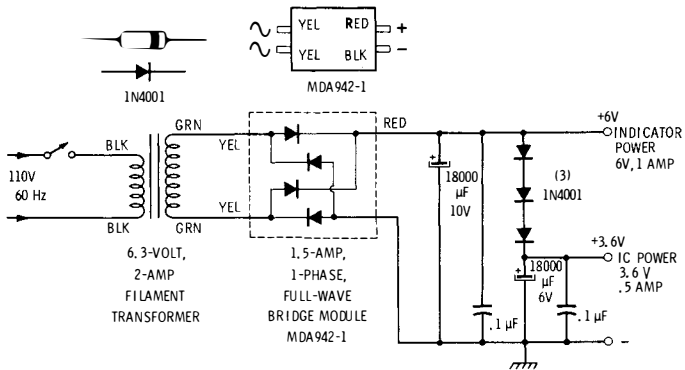 YEL RED +
YEL BLK −
MDA942-1
1N4001
GRN
YEL
RED
BLK
110V
60 Hz
BLK
YEL
GRN
6.3-VOLT,
2-AMP
FILAMENT
TRANSFORMER
1.5-AMP,
1-PHASE,
FULL-WAVE
BRIDGE MODULE
MDA942-1
+
18000
µF
10V
.1 µF
(3)
1N4001
+
18000
µF
6V
.1 µF
+6V
INDICATOR
POWER
6V, 1 AMP
+3.6V
IC POWER
3.6 V
.5 AMP
−